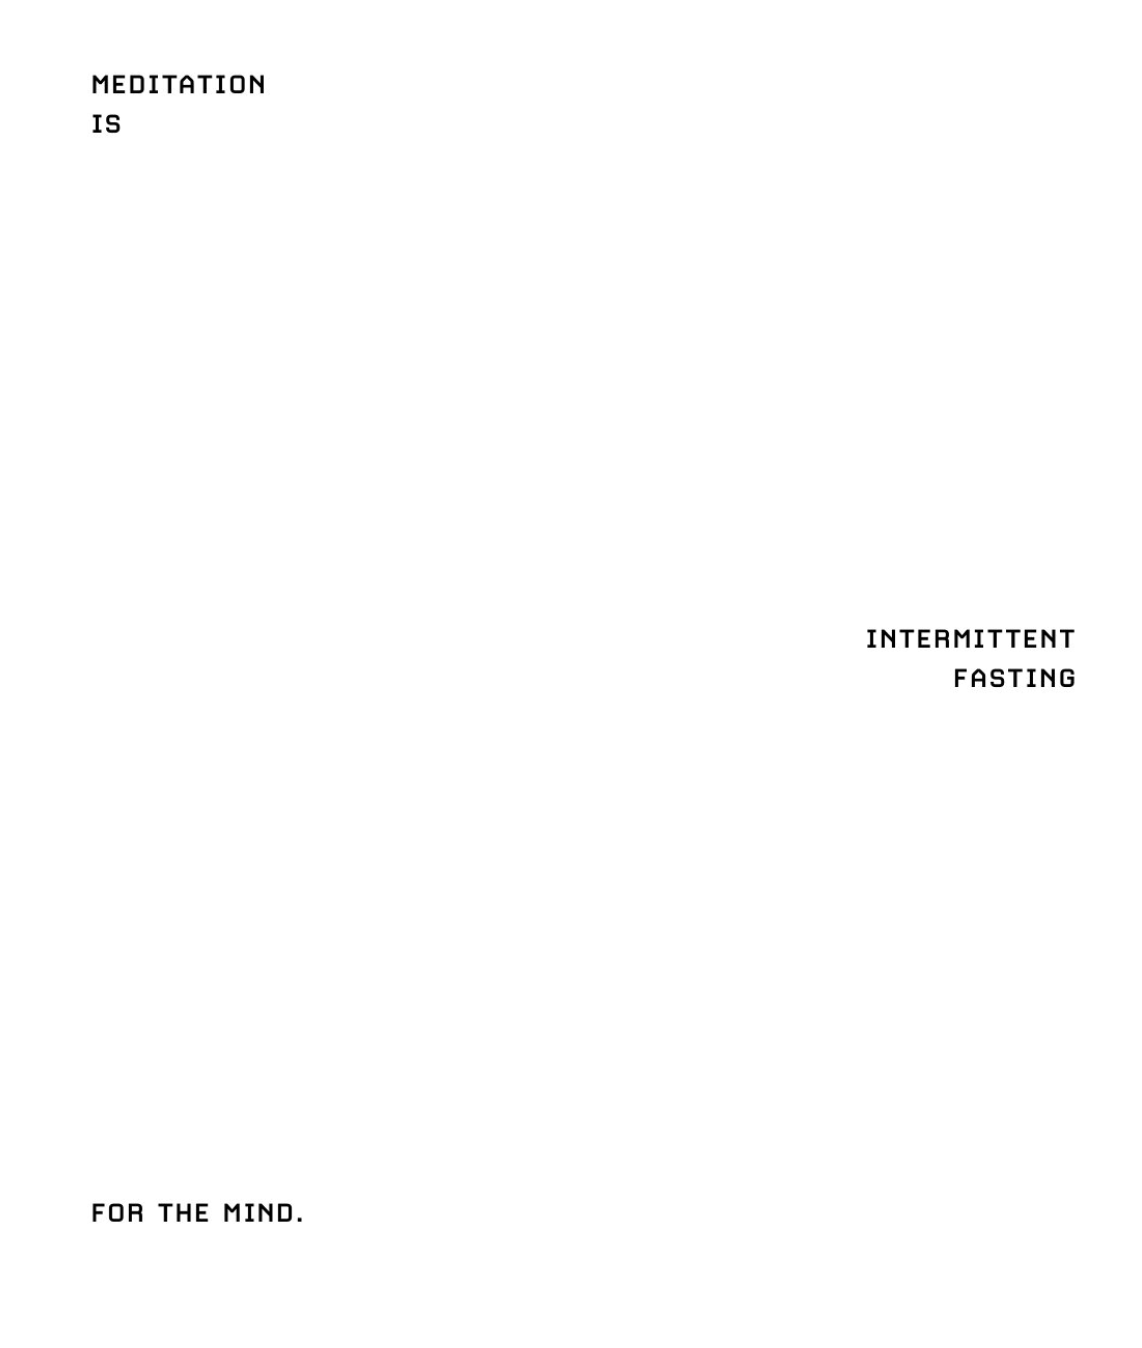 MEDITATION
IS
INTERMITTENT
FASTING
FOR THE MIND.